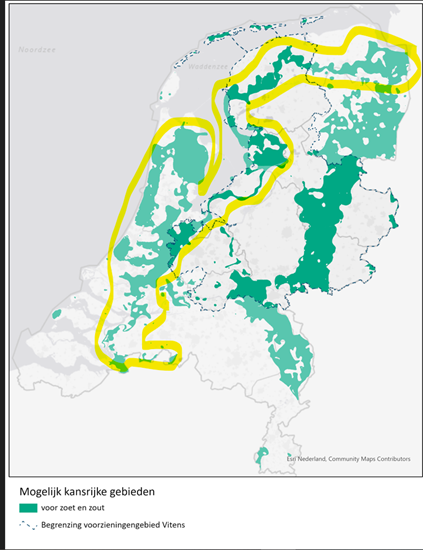 Noordzee
Waddenzee
Esri Nederland, Community Maps Contributors
Mogelijk kansrijke gebieden
voor zoet en zout
Begrenzing voorzieningengebied Vitens